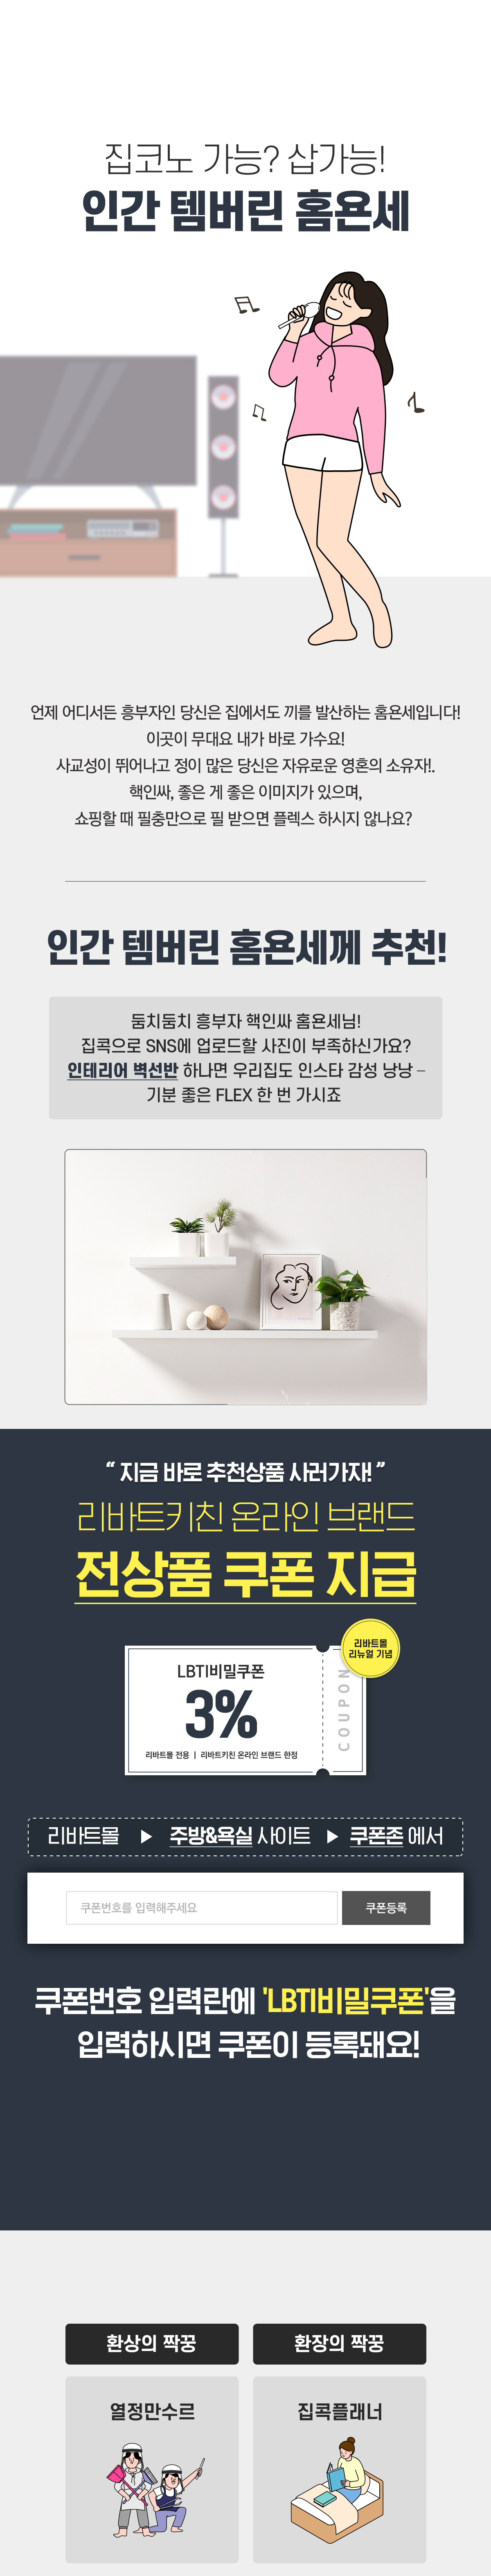 집코노 가능? 삽가능!
인간 템버린 홈욘세
언제 어디서든 흥부자인 당신은 집에서도 끼를 발산하는 홈욘세입니다!
이곳이 무대요 내가 바로 가수요!
사교성이 뛰어나고 정이 많은 당신은 자유로운 영혼의 소유자!.
핵인싸, 좋은 게 좋은 이미지가 있으며,
쇼핑할 때 필충만으로 필 받으면 플렉스 하시지 않나요?
인간 템버린 홈욘세께 추천!
둠치둠치 흥부자 핵인싸 홈욘세님!
집콕으로 SNS에 업로드할 사진이 부족하신가요?
인테리어 벽선반 하나면 우리집도 인스타 감성 낭낭 –
기분 좋은 FLEX 한 번 가시죠
“ 지금 바로 추천상품 사러가자! ”
리바트키친 온라인 브랜드
전상품 쿠폰 지급
리바트몰
리뉴얼 기념
LBTI비밀쿠폰
3%
리바트몰 전용 | 리바트키친 온라인 브랜드 한정
COUPON
리바트몰 ▶ 주방&욕실 사이트 ▶ 쿠폰존 에서
쿠폰번호를 입력해주세요 쿠폰등록
쿠폰번호 입력란에 'LBTI비밀쿠폰'을
입력하시면 쿠폰이 등록돼요!
환상의 짝꿍 환장의 짝꿍
열정만수르 집콕플래너